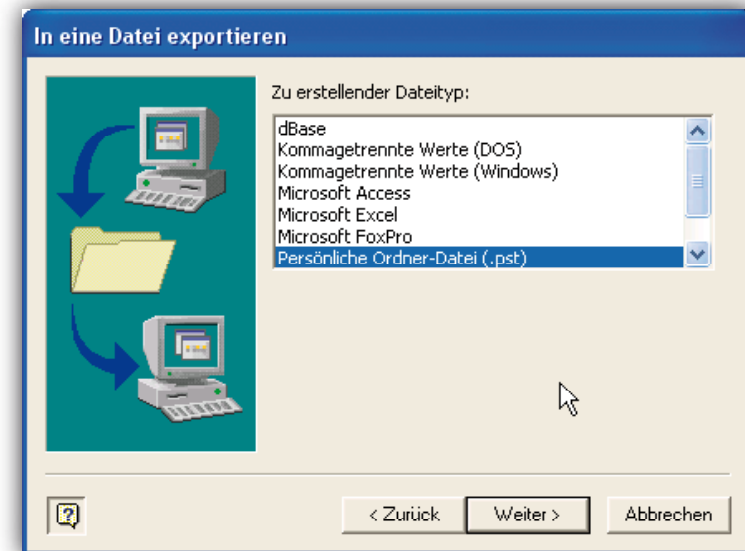 In eine Datei exportieren
Zu erstellender Dateityp:
dBase
Kommagetrennte Werte (DOS)
Kommagetrennte Werte (Windows)
Microsoft Access
Microsoft Excel
Microsoft FoxPro
Persönliche Ordner-Datei (.pst)
?
< Zurück Weiter > Abbrechen